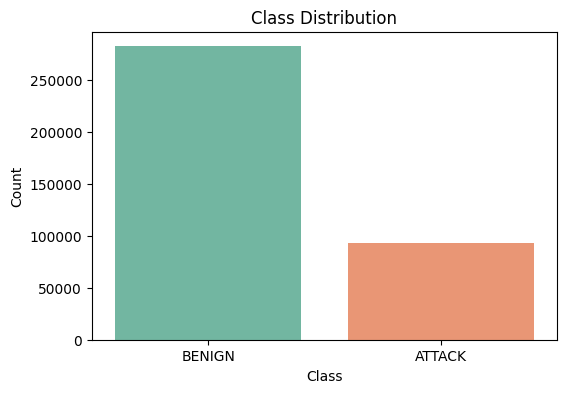 Class Distribution
Count
250000
200000
150000
100000
50000
0
BENIGN
ATTACK
Class